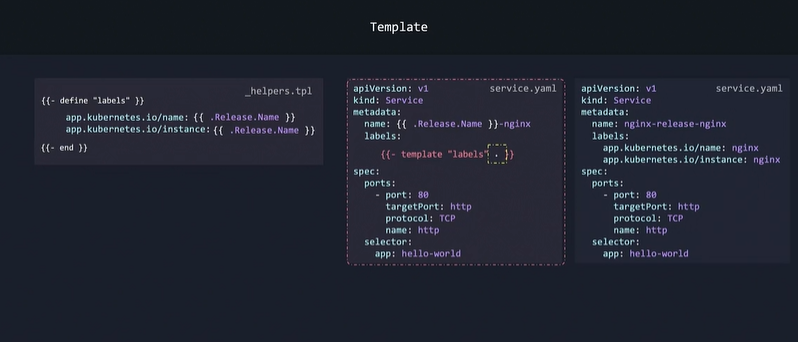 Template
_helpers.tpl
{{- define "labels" }}
app.kubernetes.io/name: {{ .Release.Name }}
app.kubernetes.io/instance: {{ .Release.Name }}
{{- end }}
apiVersion: v1 service.yaml
kind: Service
metadata:
name: {{ .Release.Name }}-nginx
labels:
{{- template "labels" . }}
spec:
ports:
- port: 80
targetPort: http
protocol: TCP
name: http
selector:
app: hello-world
apiVersion: v1 service.yaml
kind: Service
metadata:
name: nginx-release-nginx
labels:
app.kubernetes.io/name: nginx
app.kubernetes.io/instance: nginx
spec:
ports:
- port: 80
targetPort: http
protocol: TCP
name: http
selector:
app: hello-world